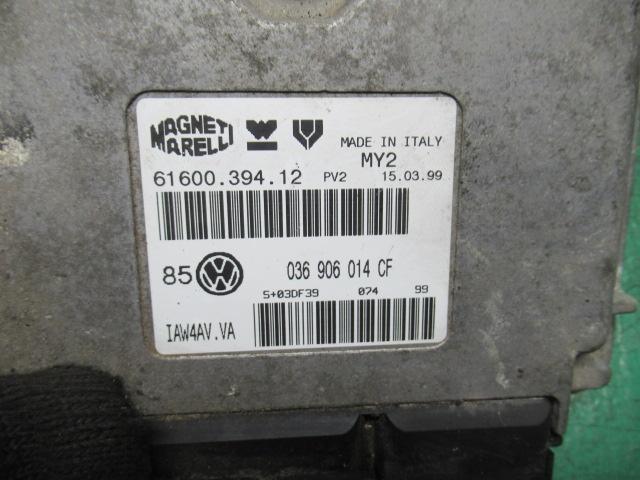 MAGNETI
MARELLI
MADE IN ITALY
MY2
61600.394.12 PV2 15.03.99
85 VW 036 906 014 CF
S+03DF39 074 99
IAW4AV.VA